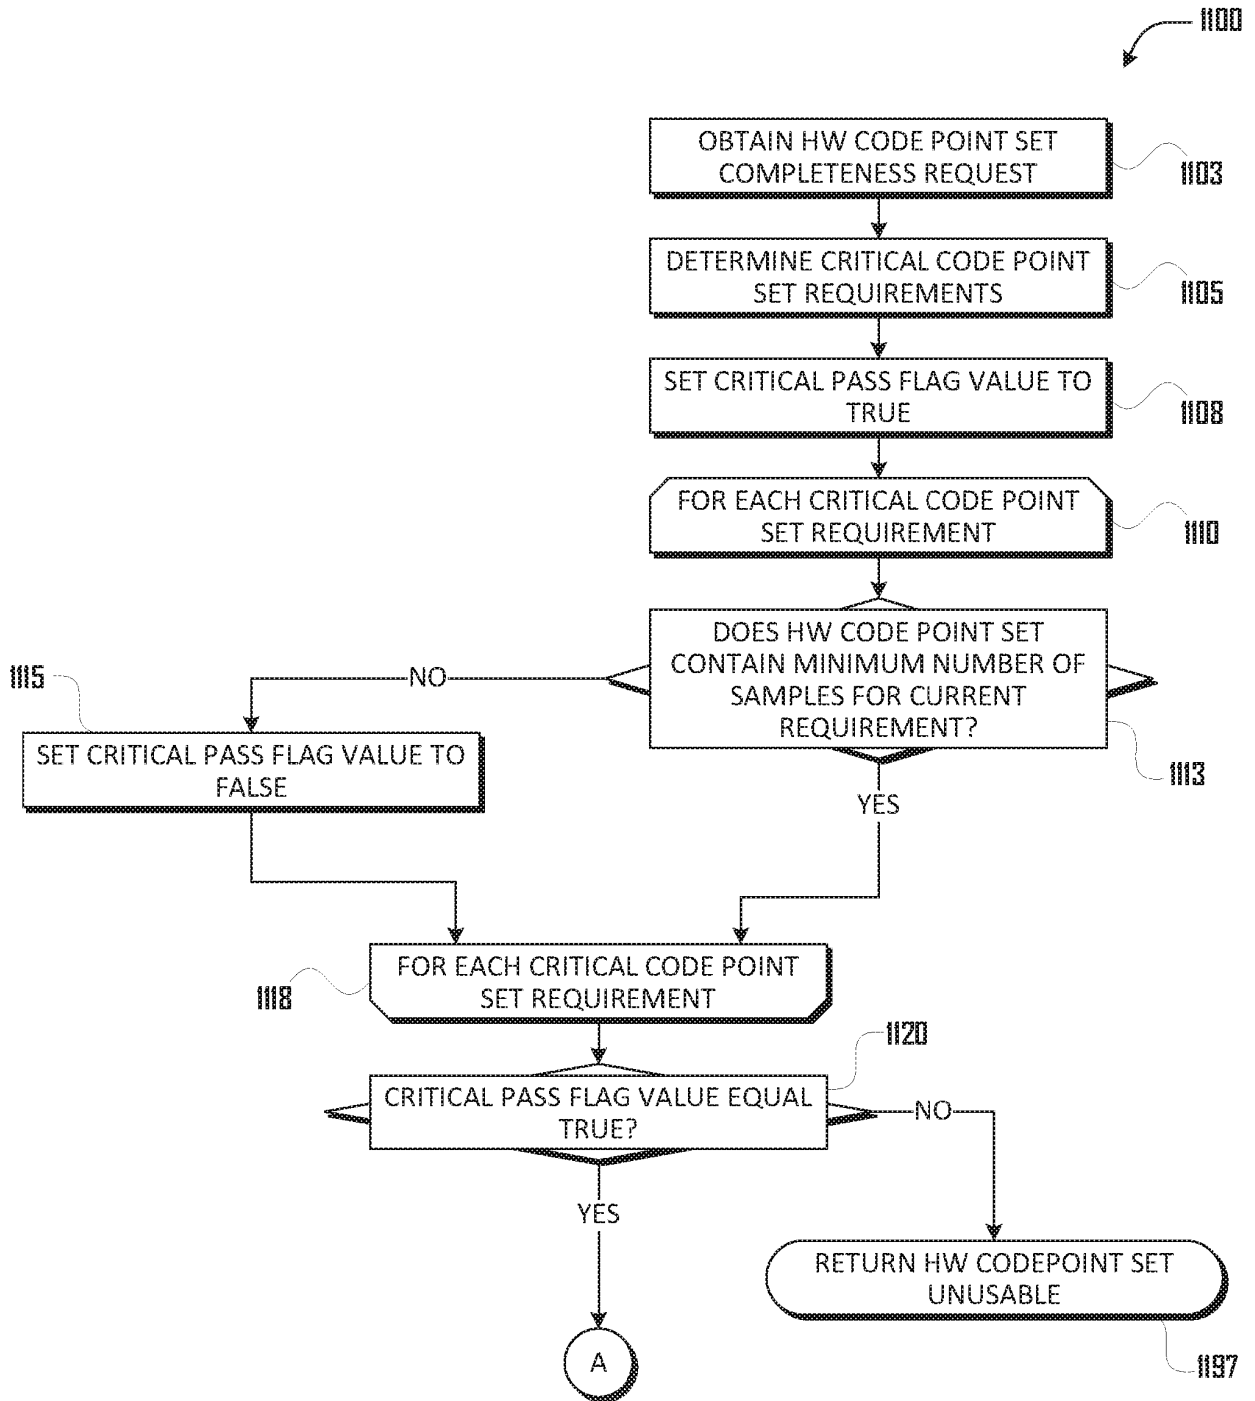 1100
OBTAIN HW CODE POINT SET
COMPLETENESS REQUEST
1103
DETERMINE CRITICAL CODE POINT
SET REQUIREMENTS
1105
SET CRITICAL PASS FLAG VALUE TO
TRUE
1108
FOR EACH CRITICAL CODE POINT
SET REQUIREMENT
1110
DOES HW CODE POINT SET
CONTAIN MINIMUM NUMBER OF
SAMPLES FOR CURRENT
REQUIREMENT?
1113
NO
1115
SET CRITICAL PASS FLAG VALUE TO
FALSE
YES
FOR EACH CRITICAL CODE POINT
SET REQUIREMENT
1118
1120
CRITICAL PASS FLAG VALUE EQUAL
TRUE?
NO
YES
RETURN HW CODEPOINT SET
UNUSABLE
1197
A